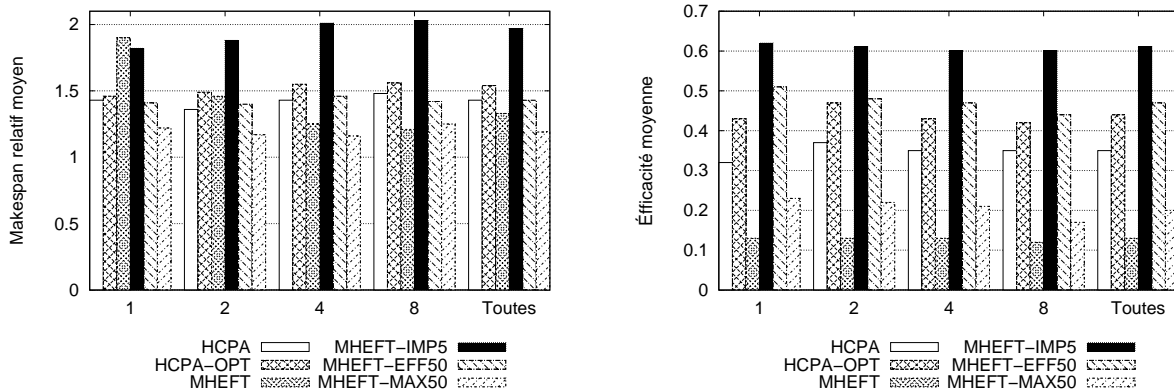 Makespan relatif moyen
2
1.5
1
0.5
0
1 2 4 8 Toutes
HCPA MHEFT−IMP5
HCPA−OPT MHEFT−EFF50
MHEFT MHEFT−MAX50
Éfficacité moyenne
0.7
0.6
0.5
0.4
0.3
0.2
0.1
0
1 2 4 8 Toutes
HCPA MHEFT−IMP5
HCPA−OPT MHEFT−EFF50
MHEFT MHEFT−MAX50